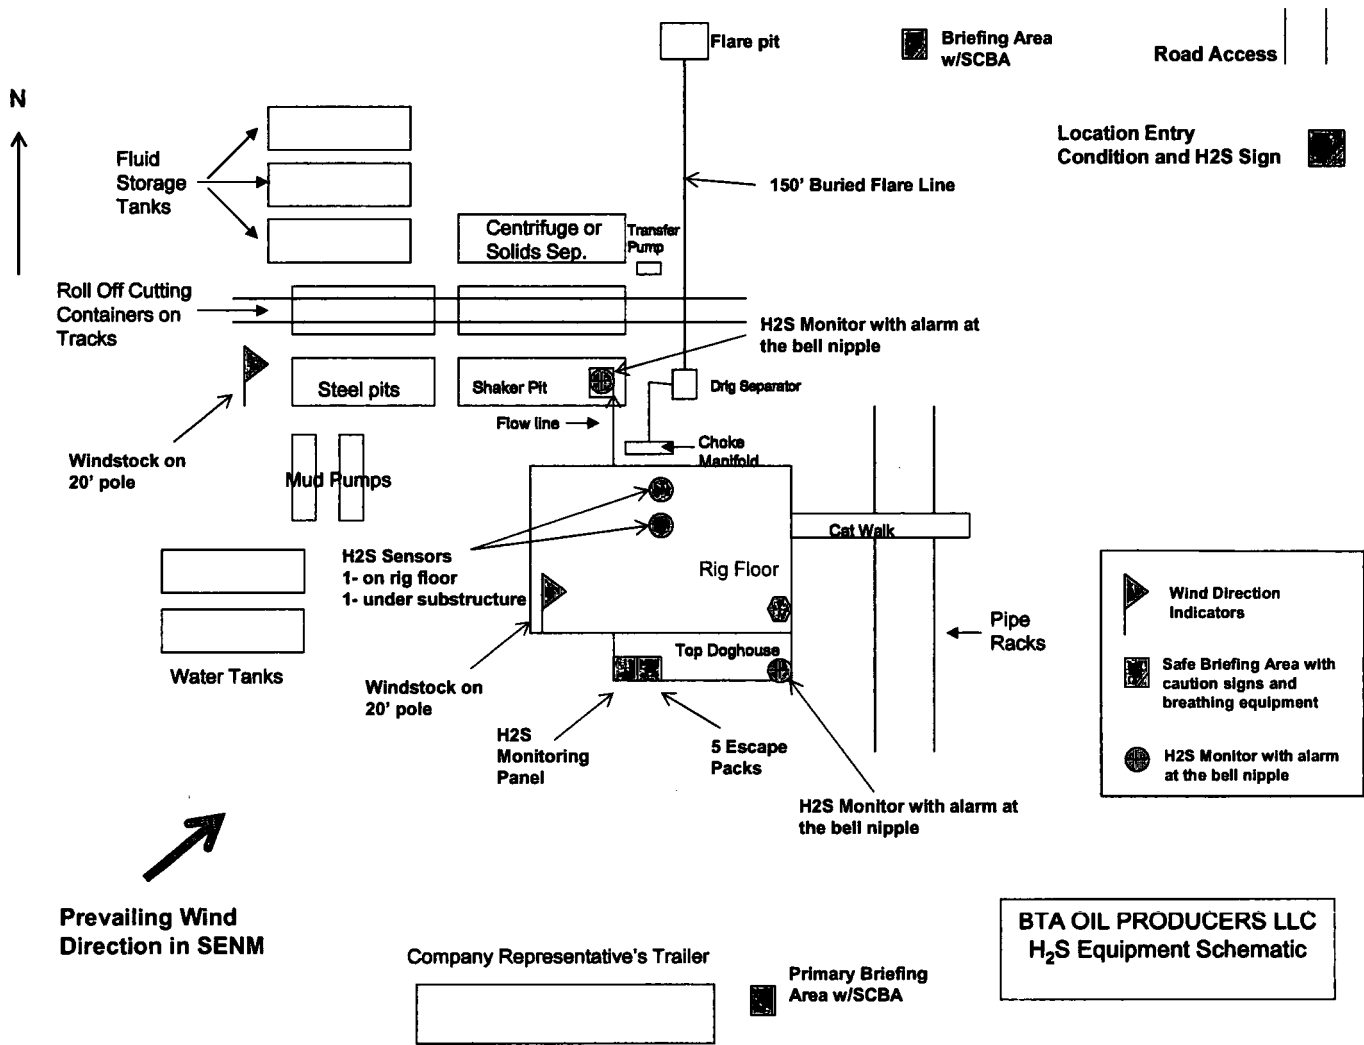 Flare pit
Briefing Area
w/SCBA
Road Access
N
Location Entry
Condition and H2S Sign
Fluid
Storage
Tanks
150' Buried Flare Line
Centrifuge or
Solids Sep.
Transfer
Pump
Roll Off Cutting
Containers on
Tracks
H2S Monitor with alarm at
the bell nipple
Steel pits
Shaker Pit
Drig Separator
Flow line
Choke
Manifold
Windstock on
20' pole
Mud Pumps
Cat Walk
H2S Sensors
1- on rig floor
1- under substructure
Rig Floor
Wind Direction
Indicators
Pipe
Racks
Top Doghouse
Safe Briefing Area with
caution signs and
breathing equipment
Water Tanks
Windstock on
20' pole
H2S
Monitoring
Panel
5 Escape
Packs
H2S Monitor with alarm
at the bell nipple
H2S Monitor with alarm at
the bell nipple
Prevailing Wind
Direction in SENM
BTA OIL PRODUCERS LLC
H₂S Equipment Schematic
Company Representative's Trailer
Primary Briefing
Area w/SCBA